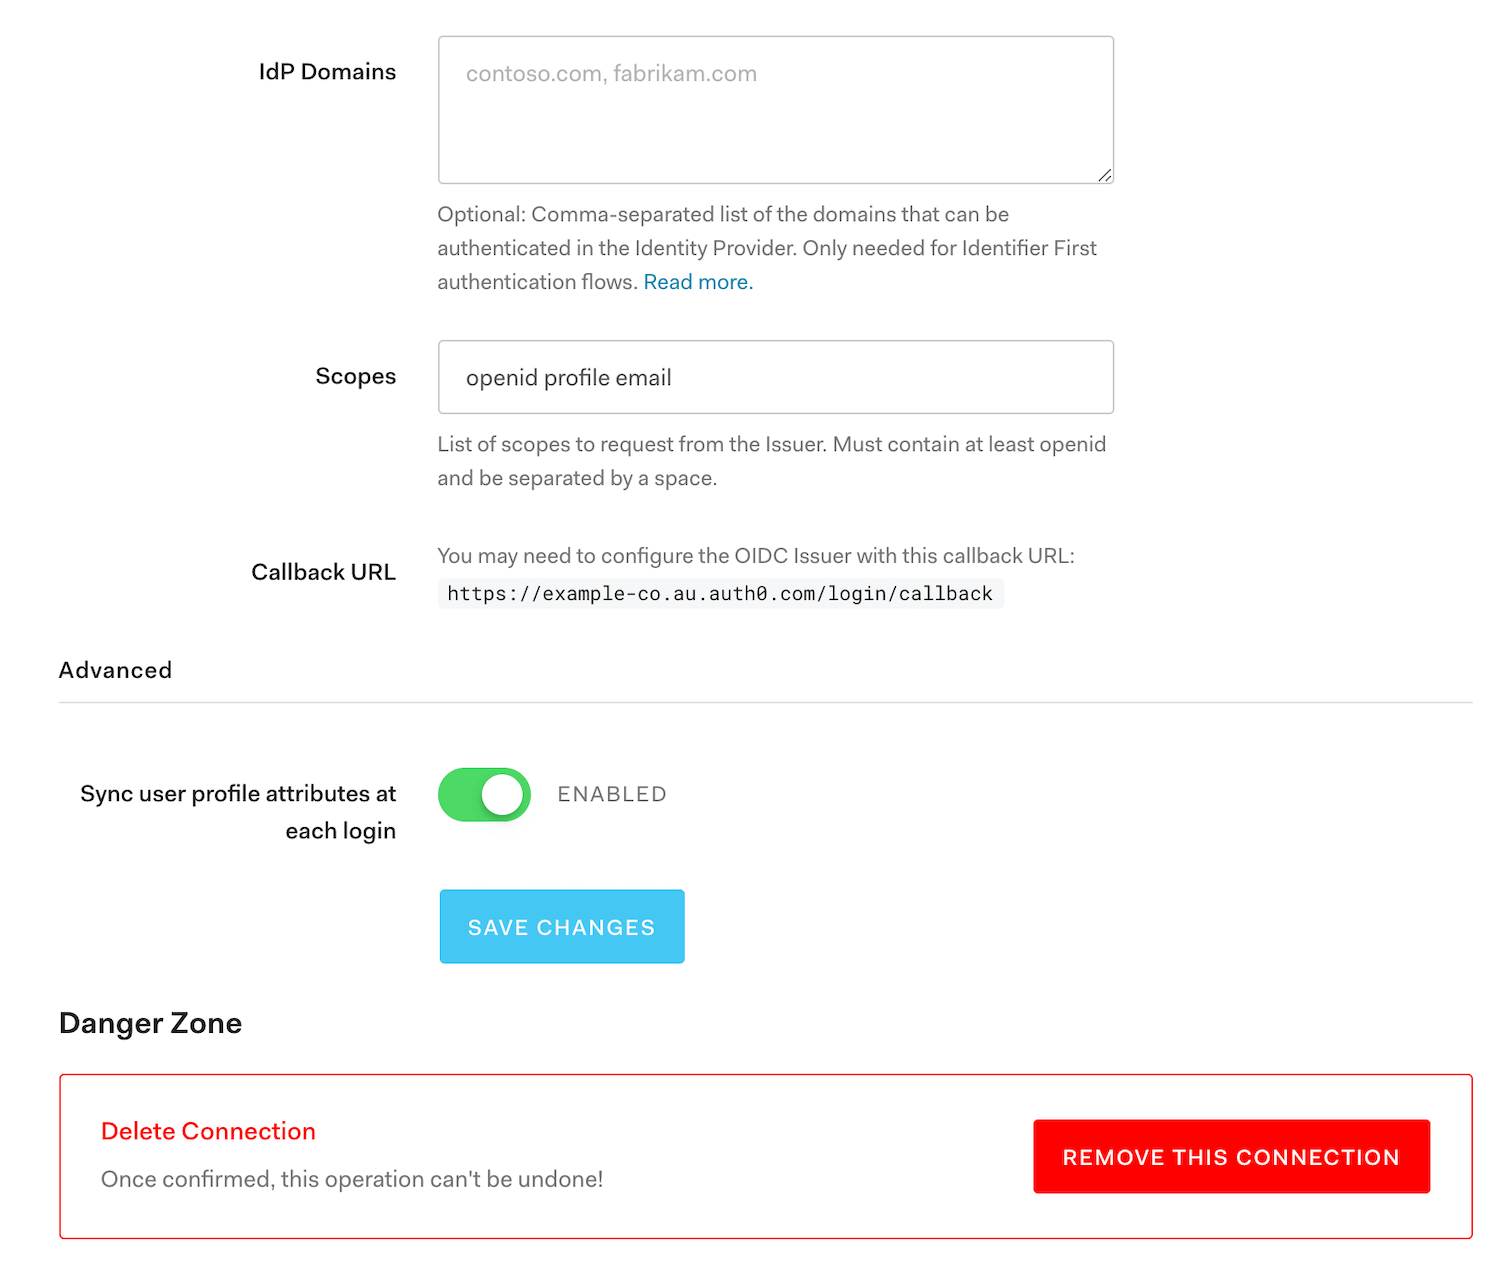 IdP Domains
contoso.com, fabrikam.com
Optional: Comma-separated list of the domains that can be
authenticated in the Identity Provider. Only needed for Identifier First
authentication flows. Read more.
Scopes
openid profile email
List of scopes to request from the Issuer. Must contain at least openid
and be separated by a space.
Callback URL
You may need to configure the OIDC Issuer with this callback URL:
https://example-co.au.auth0.com/login/callback
Advanced
Sync user profile attributes at
each login
ENABLED
SAVE CHANGES
Danger Zone
Delete Connection
Once confirmed, this operation can't be undone!
REMOVE THIS CONNECTION